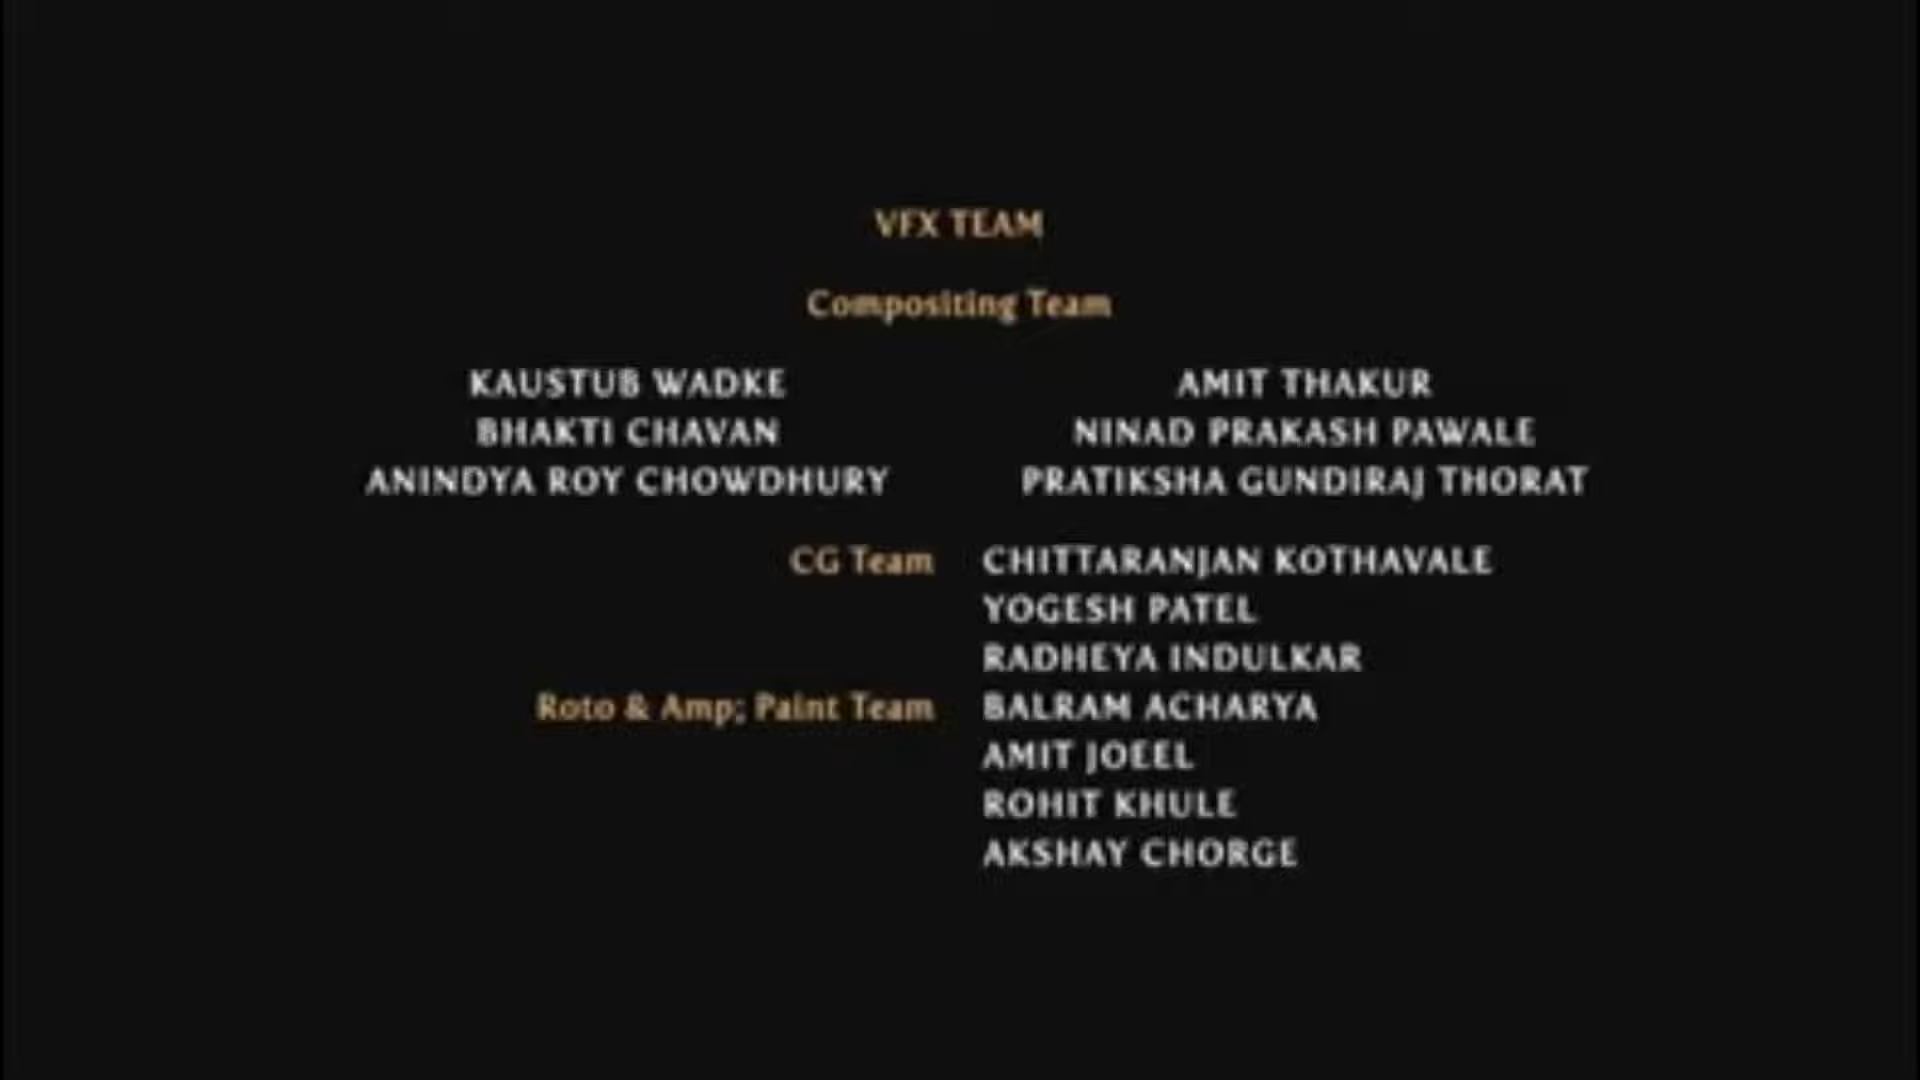 VFX TEAM
Compositing Team
KAUSTUB WADKE AMIT THAKUR
BHAKTI CHAVAN NINAD PRAKASH PAWALE
ANINDYA ROY CHOWDHURY PRATIKSHA GUNDIRAJ THORAT
CG Team CHITTARANJAN KOTHAVALE
YOGESH PATEL
RADHEYA INDULKAR
Roto & Amp; Paint Team BALRAM ACHARYA
AMIT JOEEL
ROHIT KHULE
AKSHAY CHORGE